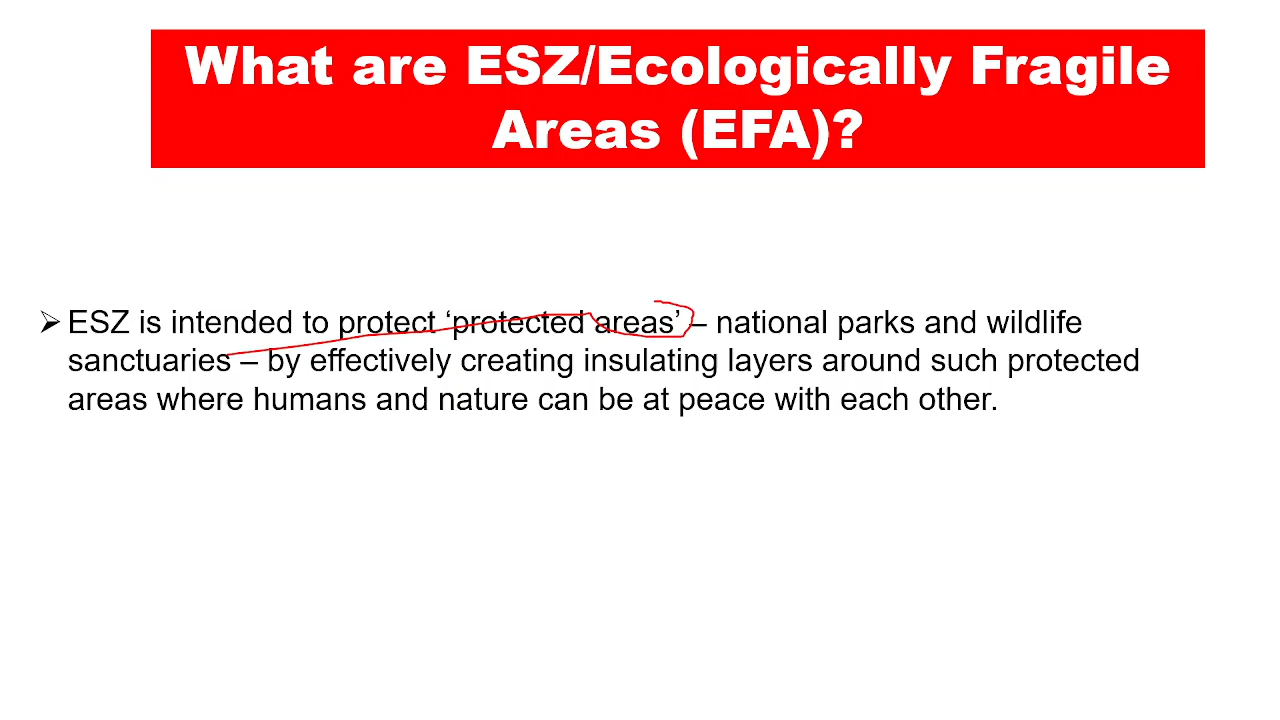 What are ESZ/Ecologically Fragile
Areas (EFA)?
➢ ESZ is intended to protect ‘protected areas’ – national parks and wildlife
sanctuaries – by effectively creating insulating layers around such protected
areas where humans and nature can be at peace with each other.